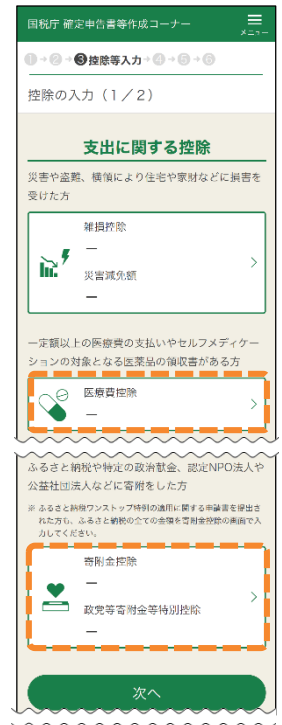 国税庁 確定申告書等作成コーナー
メニュー
❶→❷→❸控除等入力→❹→❺→❻
控除の入力（1／2）
支出に関する控除
災害や盗難、横領により住宅や家財などに損害を
受けた方
雑損控除
―
災害減免額
―
一定額以上の医療費の支払いやセルフメディケー
ションの対象となる医薬品の領収書がある方
医療費控除
―
ふるさと納税や特定の政治献金、認定NPO法人や
公益社団法人などに寄附をした方
※ ふるさと納税ワンストップ特例の適用に関する申請書を提出さ
れた方も、ふるさと納税の全ての金額を寄附金控除の画面で入
力してください。
寄附金控除
―
政党等寄附金等特別控除
―
次へ